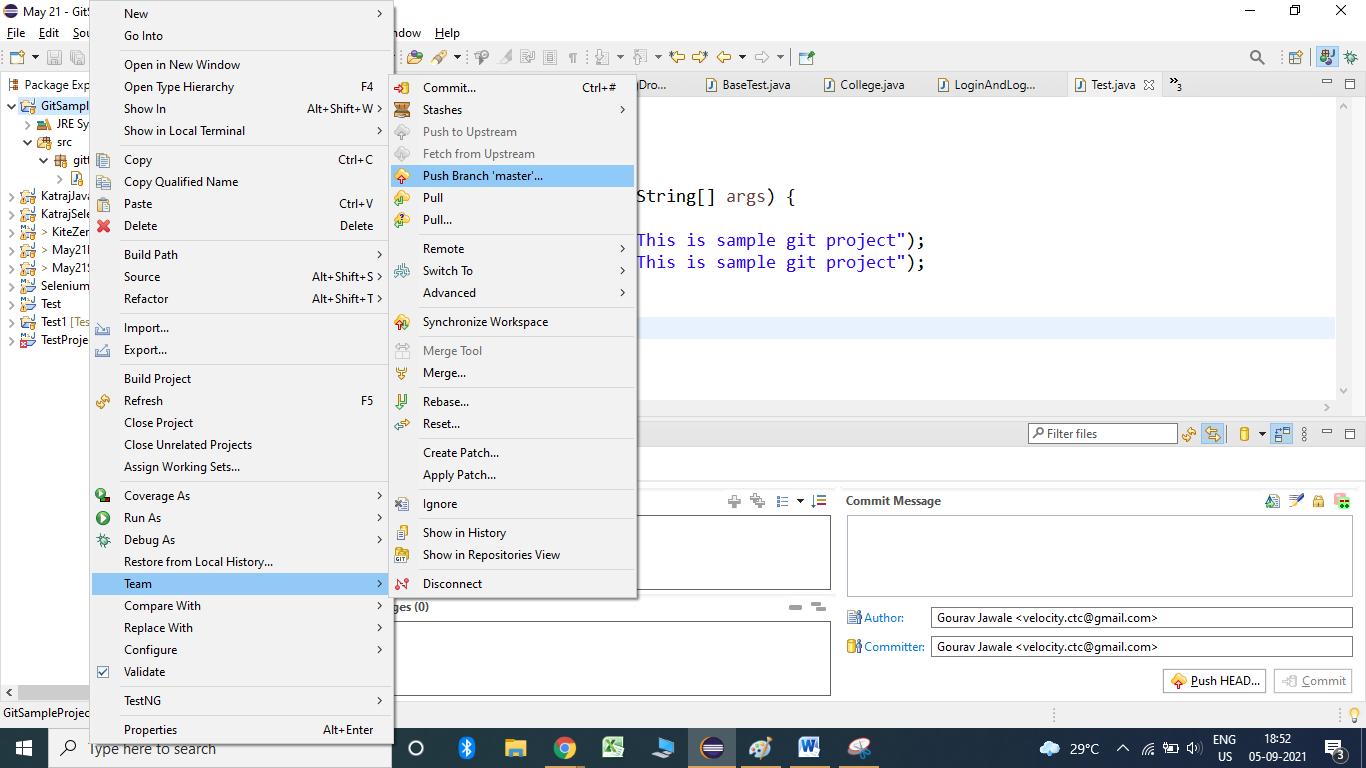 May 21 - GitS
File Edit Sou ndow Help
Package Exp
GitSampl
JRE Sy
src
gitt
KatrajJava
KatrajSele
> KiteZer
> May21I
> May21S
Selenium
Test
Test1 [Tes
TestProje
GitSampleProjec
New
Go Into
Open in New Window
Open Type Hierarchy F4
Show In Alt+Shift+W >
Show in Local Terminal
Copy Ctrl+C
Copy Qualified Name
Paste Ctrl+V
Delete Delete
Build Path
Source Alt+Shift+S >
Refactor Alt+Shift+T >
Import...
Export...
Build Project
Refresh F5
Close Project
Close Unrelated Projects
Assign Working Sets...
Coverage As
Run As
Debug As
Restore from Local History...
Team
Compare With
Replace With
Configure
Validate
TestNG
Properties Alt+Enter
Commit... Ctrl+#
Stashes
Push to Upstream
Fetch from Upstream
Push Branch 'master'...
Pull
Pull...
Remote
Switch To
Advanced
Synchronize Workspace
Merge Tool
Merge...
Rebase...
Reset...
Create Patch...
Apply Patch...
Ignore
Show in History
Show in Repositories View
Disconnect
gDro... BaseTest.java College.java LoginAndLog... Test.java »3
String[] args) {
This is sample git project");
This is sample git project");
Filter files
ges (0)
Commit Message
Author: Gourav Jawale <velocity.ctc@gmail.com>
Committer: Gourav Jawale <velocity.ctc@gmail.com>
Push HEAD... Commit
Type here to search
29°C
ENG
US
18:52
05-09-2021
3